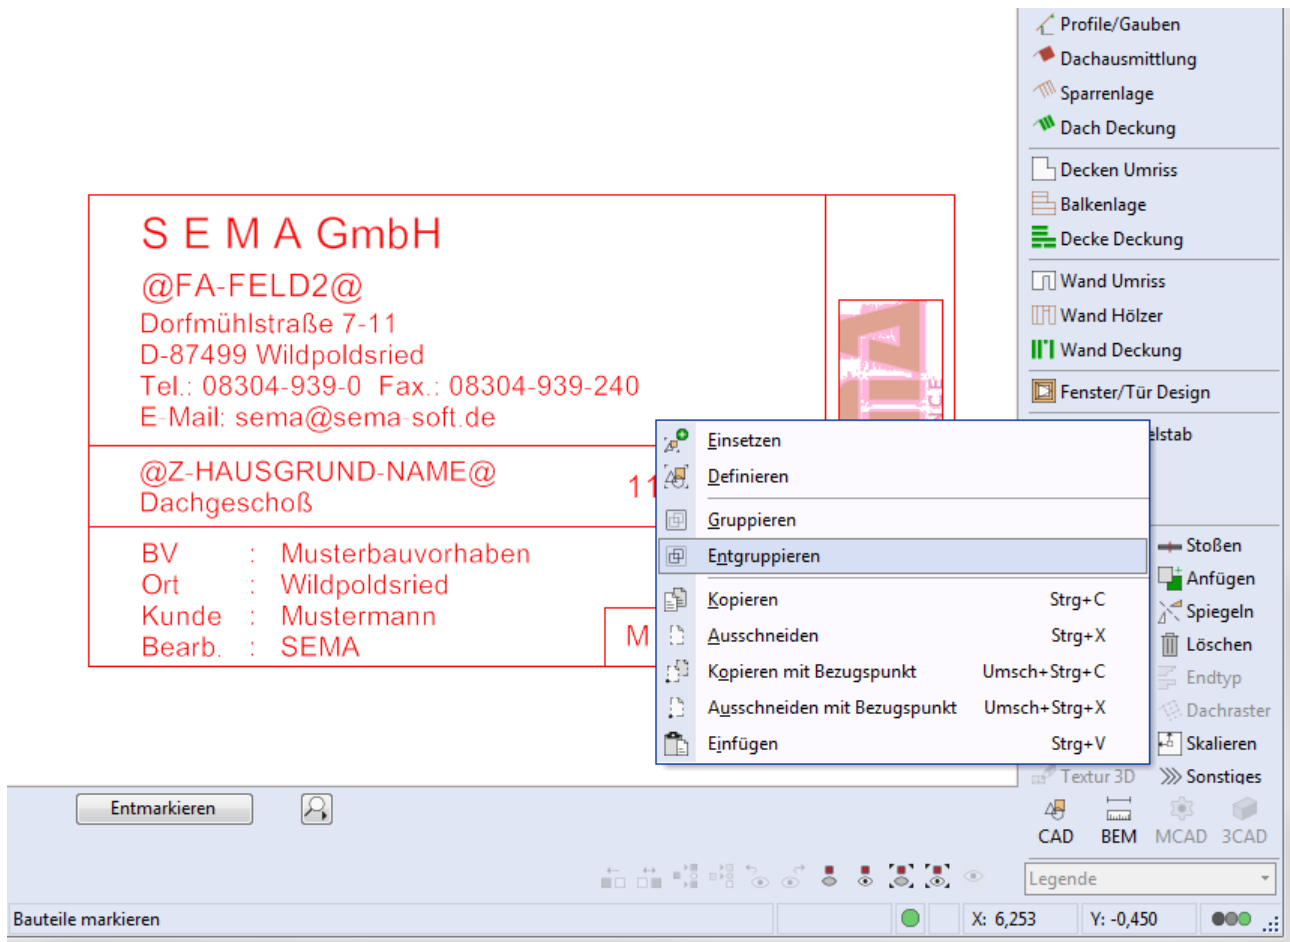 Profile/Gauben
Dachausmittlung
Sparrenlage
Dach Deckung
Decken Umriss
Balkenlage
Decke Deckung
Wand Umriss
Wand Hölzer
Wand Deckung
Fenster/Tür Design
elstab
S E M A GmbH
@FA-FELD2@
Dorfmühlstraße 7-11
D-87499 Wildpoldsried
Tel.: 08304-939-0 Fax.: 08304-939-240
E-Mail: sema@sema-soft.de
@Z-HAUSGRUND-NAME@
11
Dachgeschoß
BV : Musterbauvorhaben
Ort : Wildpoldsried
Kunde : Mustermann
Bearb. : SEMA
M
Einsetzen
Definieren
Gruppieren
Entgruppieren
Kopieren Strg+C
Ausschneiden Strg+X
Kopieren mit Bezugspunkt Umsch+Strg+C
Ausschneiden mit Bezugspunkt Umsch+Strg+X
Einfügen Strg+V
Stoßen
Anfügen
Spiegeln
Löschen
Endtyp
Dachraster
Skalieren
Textur 3D Sonstiges
CAD BEM MCAD 3CAD
Legende
Entmarkieren
Bauteile markieren
X: 6,253 Y: -0,450